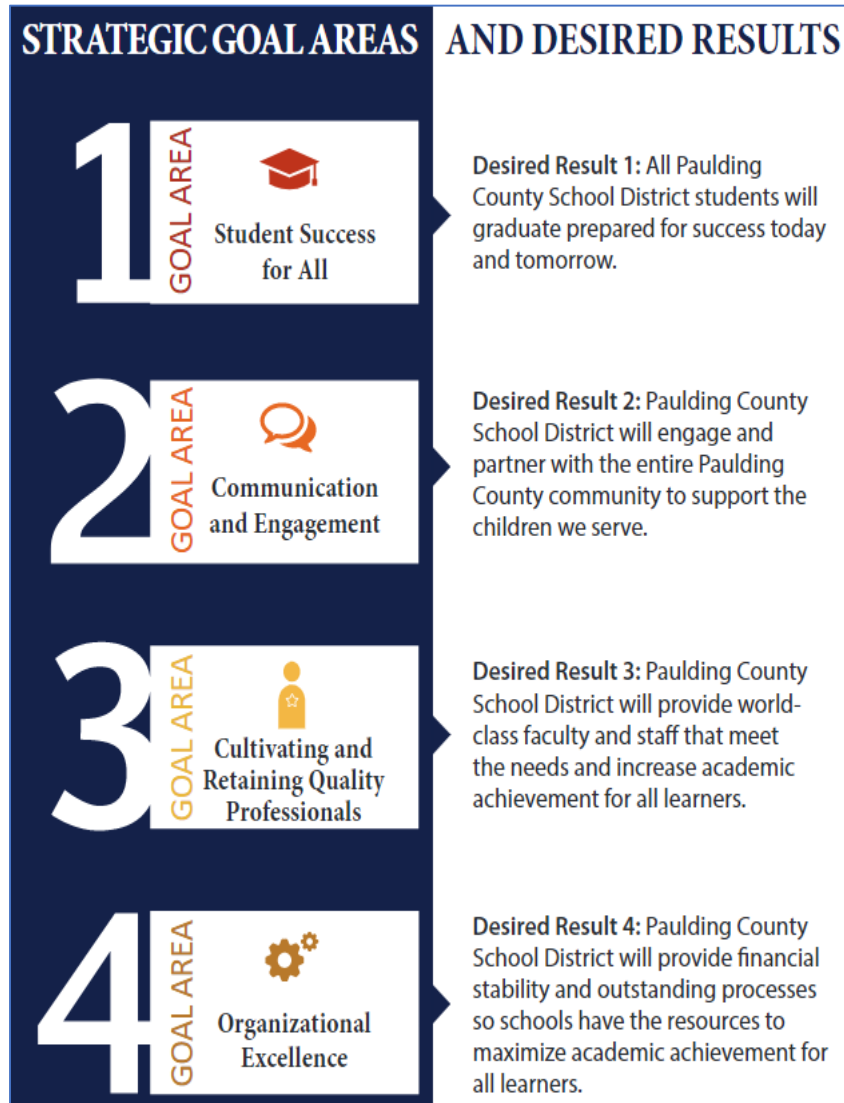 STRATEGIC GOAL AREAS AND DESIRED RESULTS
1
GOAL AREA
Student Success
for All
Desired Result 1: All Paulding
County School District students will
graduate prepared for success today
and tomorrow.
2
GOAL AREA
Communication
and Engagement
Desired Result 2: Paulding County
School District will engage and
partner with the entire Paulding
County community to support the
children we serve.
3
GOAL AREA
Cultivating and
Retaining Quality
Professionals
Desired Result 3: Paulding County
School District will provide world-
class faculty and staff that meet
the needs and increase academic
achievement for all learners.
4
GOAL AREA
Organizational
Excellence
Desired Result 4: Paulding County
School District will provide financial
stability and outstanding processes
so schools have the resources to
maximize academic achievement for
all learners.